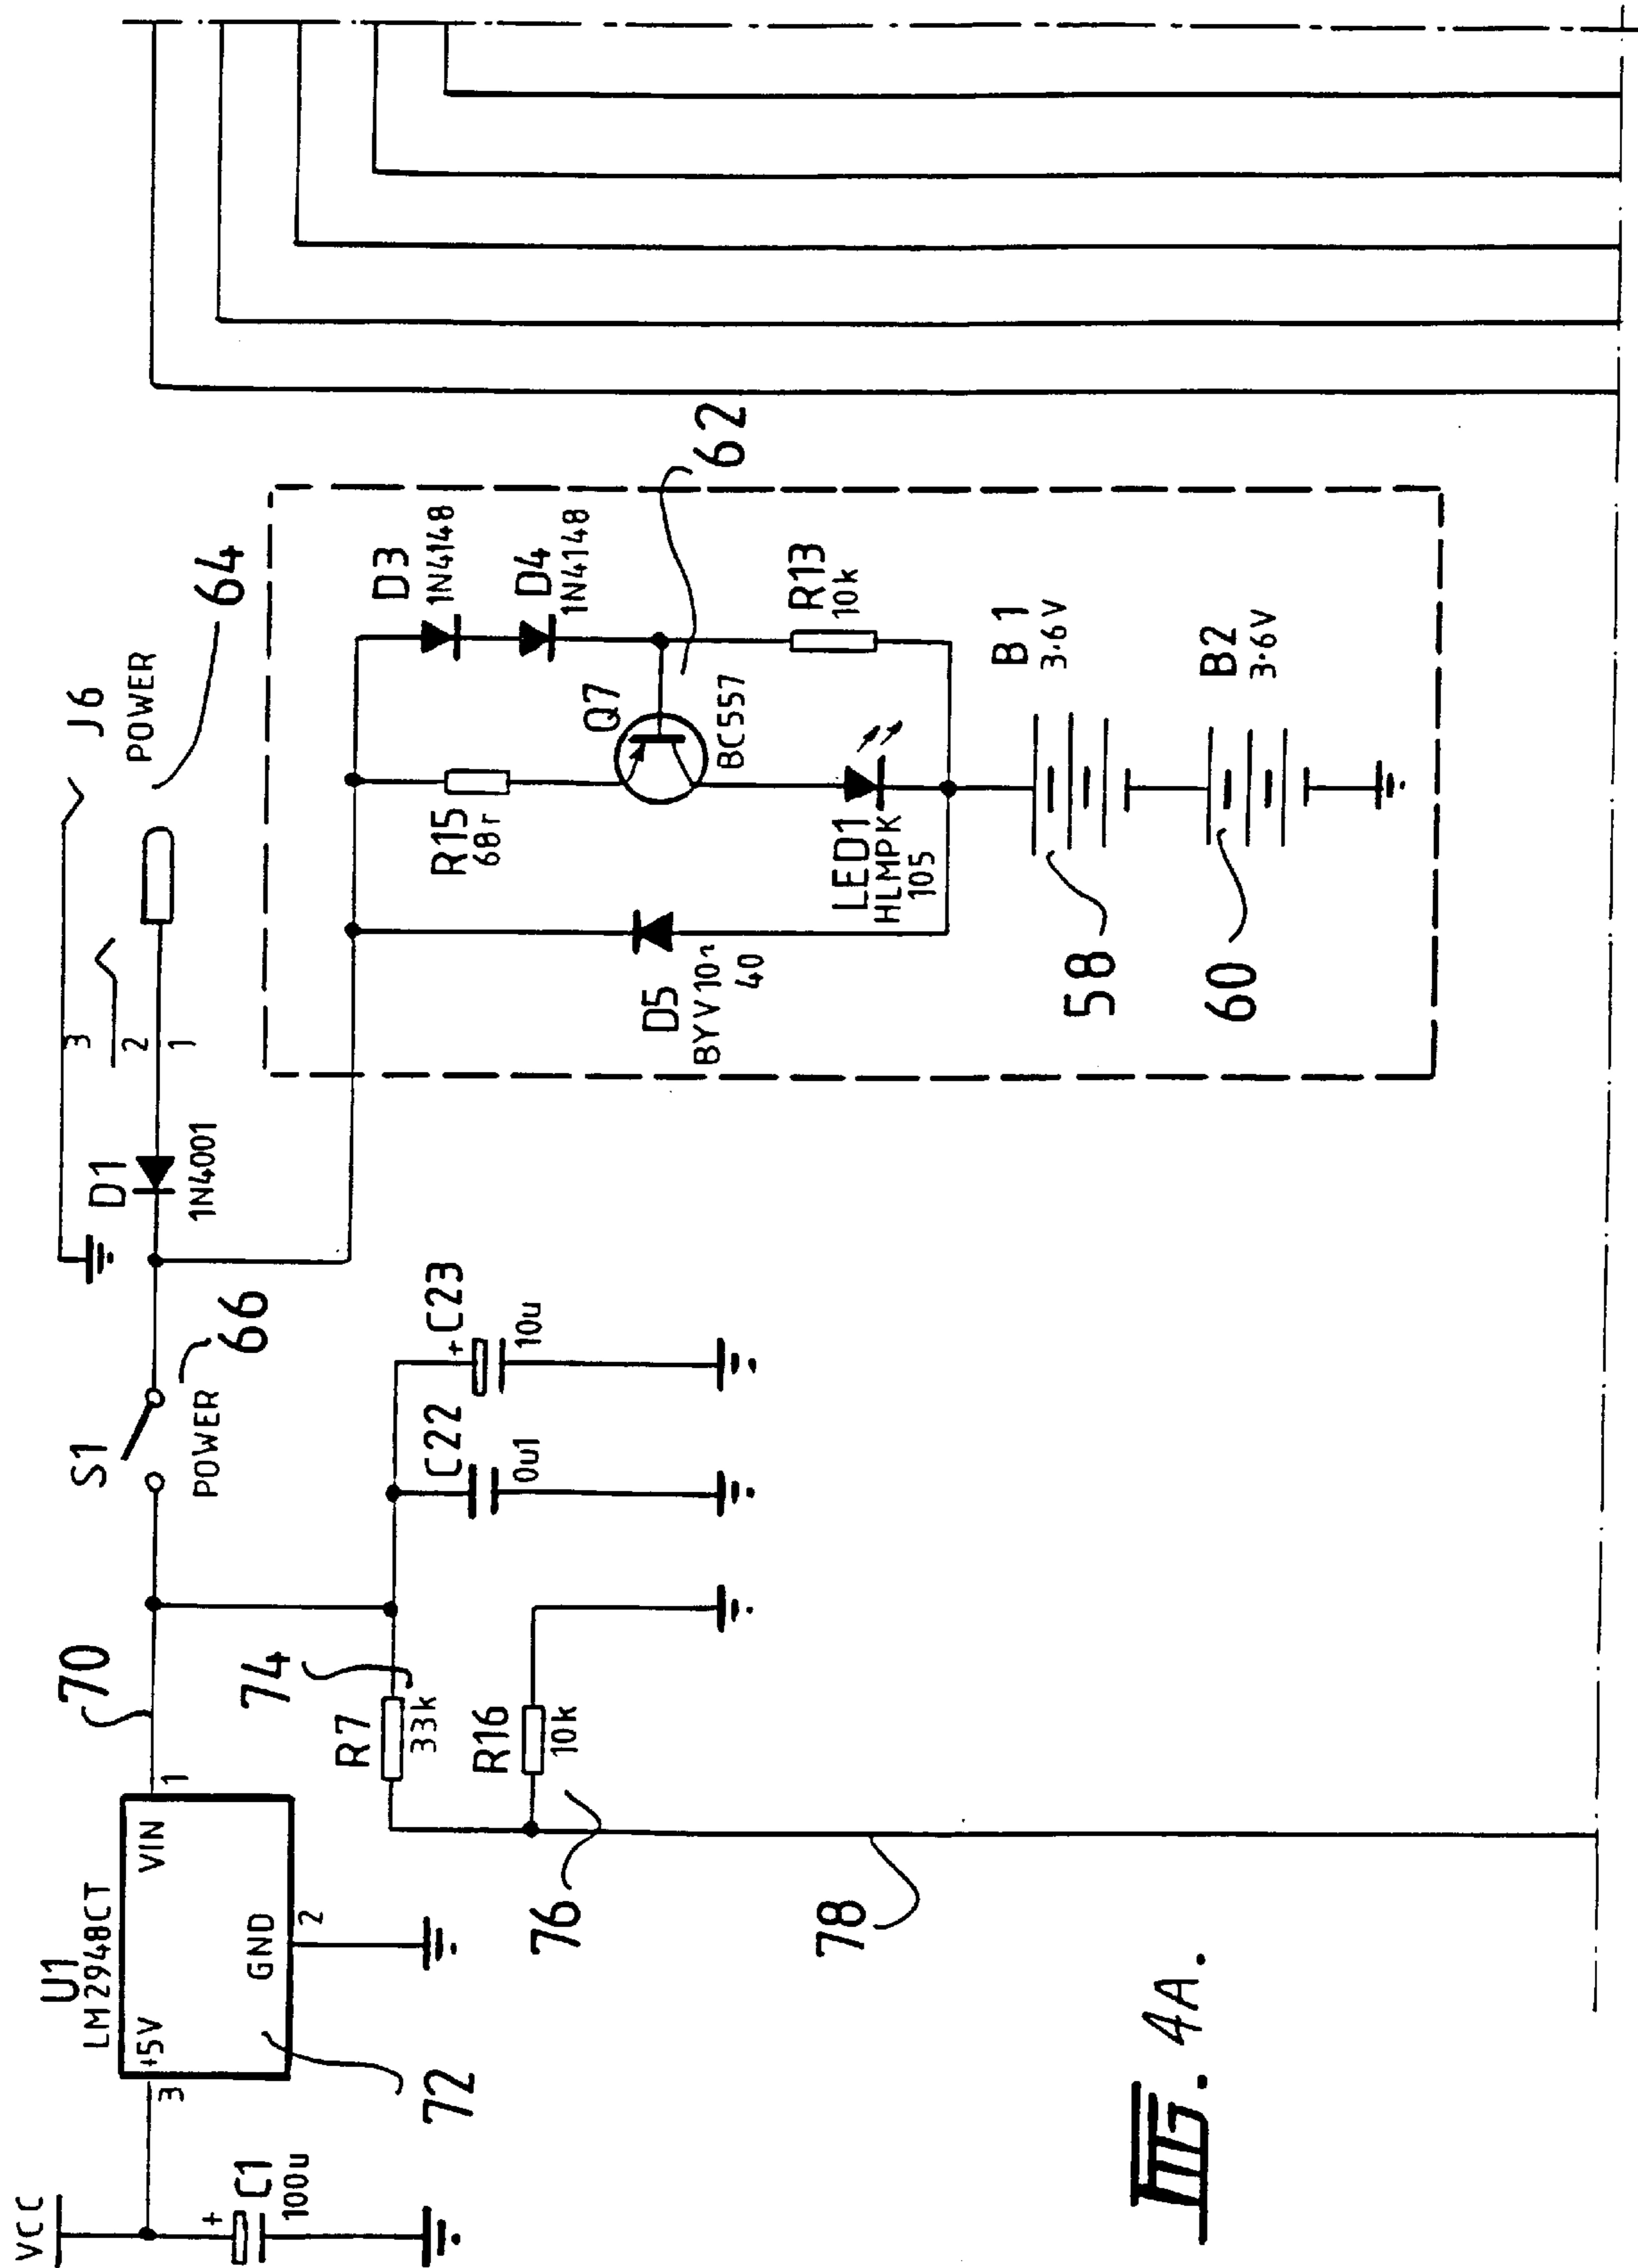 VCC
+
C1
100u
3
U1
LM2948CT
+5V
VIN
GND
1
2
72
70
S1
POWER
66
D1
1N4001
3
2
1
J6
POWER
64
74
R7
33k
R16
10k
76
78
C22
0u1
+
C23
10u
D3
1N4148
D4
1N4148
R15
68r
Q7
BC557
62
R13
10k
D5
40
LED1
HLMPK
105
B1
3.6V
58
B2
3.6V
60
FIG. 4A.